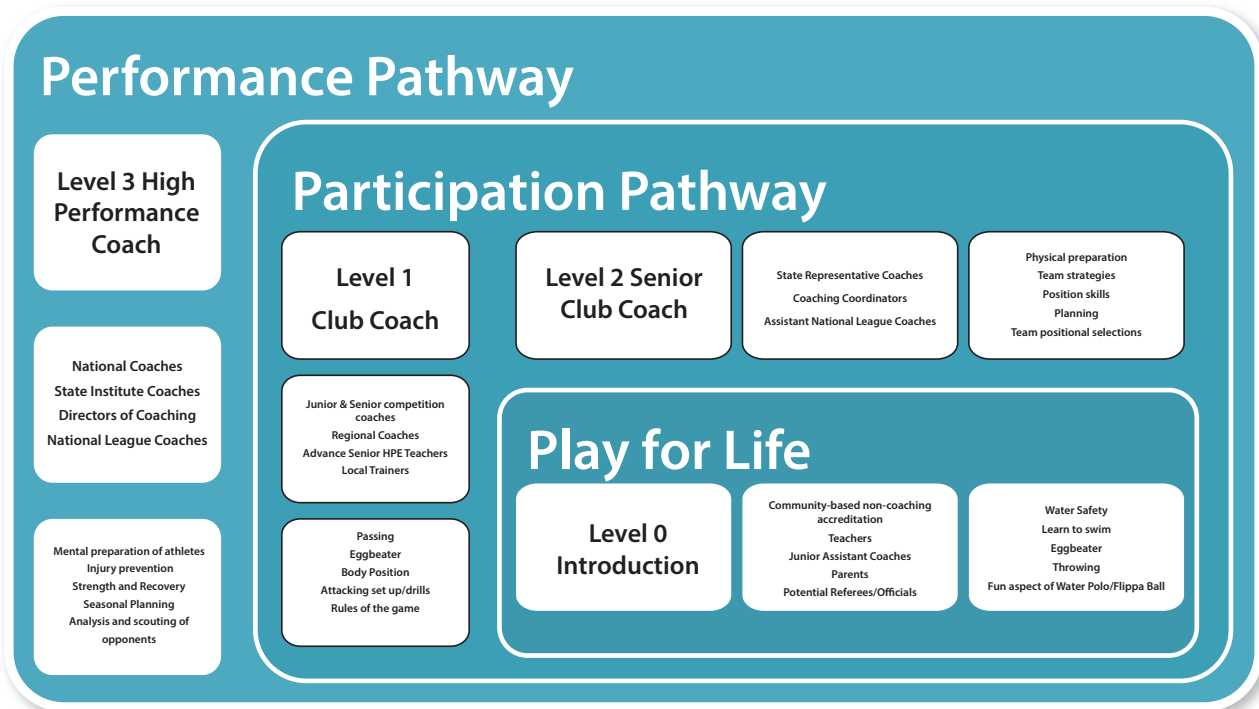 Performance Pathway
Level 3 High
Performance
Coach
National Coaches
State Institute Coaches
Directors of Coaching
National League Coaches
Mental preparation of athletes
Injury prevention
Strength and Recovery
Seasonal Planning
Analysis and scouting of
opponents
Participation Pathway
Level 1
Club Coach
Junior & Senior competition
coaches
Regional Coaches
Advance Senior HPE Teachers
Local Trainers
Passing
Eggbeater
Body Position
Attacking set up/drills
Rules of the game
Level 2 Senior
Club Coach
State Representative Coaches
Coaching Coordinators
Assistant National League Coaches
Physical preparation
Team strategies
Position skills
Planning
Team positional selections
Play for Life
Level 0
Introduction
Community-based non-coaching
accreditation
Teachers
Junior Assistant Coaches
Parents
Potential Referees/Officials
Water Safety
Learn to swim
Eggbeater
Throwing
Fun aspect of Water Polo/Flippa Ball